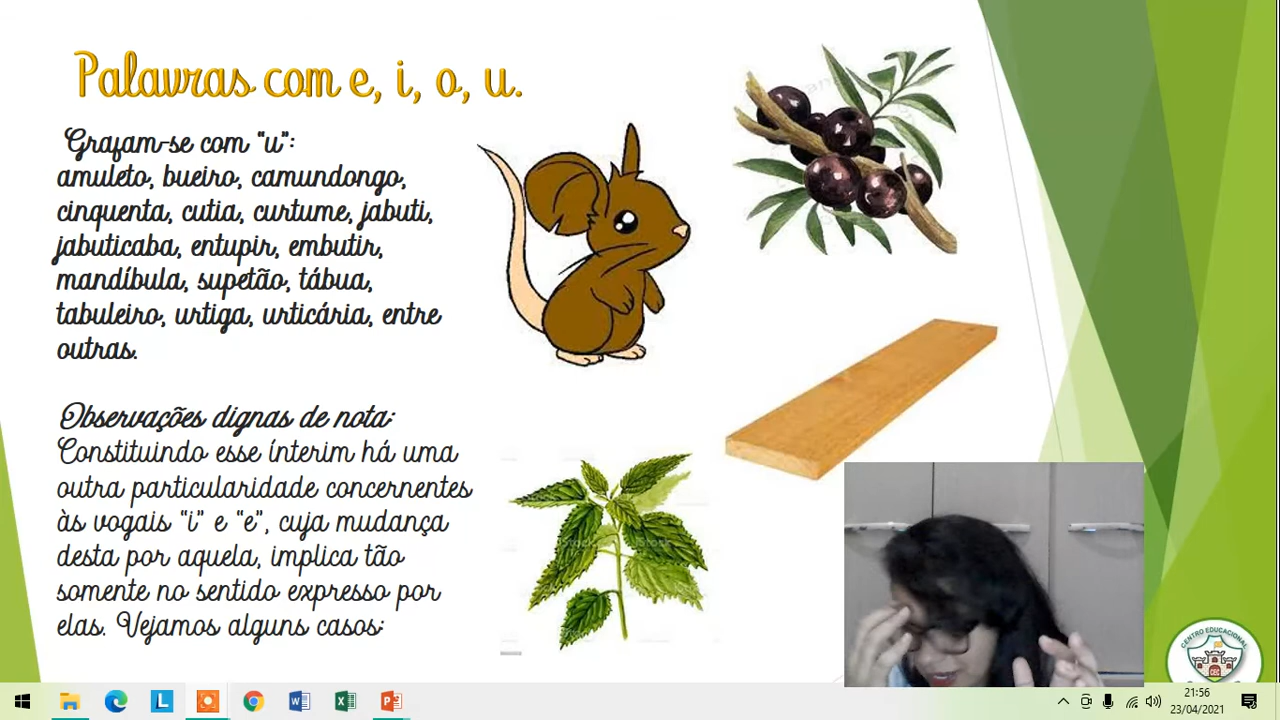 Palavras com e, i, o, u.
Grafam-se com "u":
amuleto, bueiro, camundongo,
cinquenta, cutia, curtume, jabuti,
jabuticaba, entupir, embutir,
mandíbula, supetão, tábua,
tabuleiro, urtiga, urticária, entre
outras.
Observações dignas de nota:
Constituindo esse ínterim há uma
outra particularidade concernentes
às vogais "i" e "e", cuja mudança
desta por aquela, implica tão
somente no sentido expresso por
elas. Vejamos alguns casos:
CENTRO EDUCACIONAL
CEC
21:56
23/04/2021